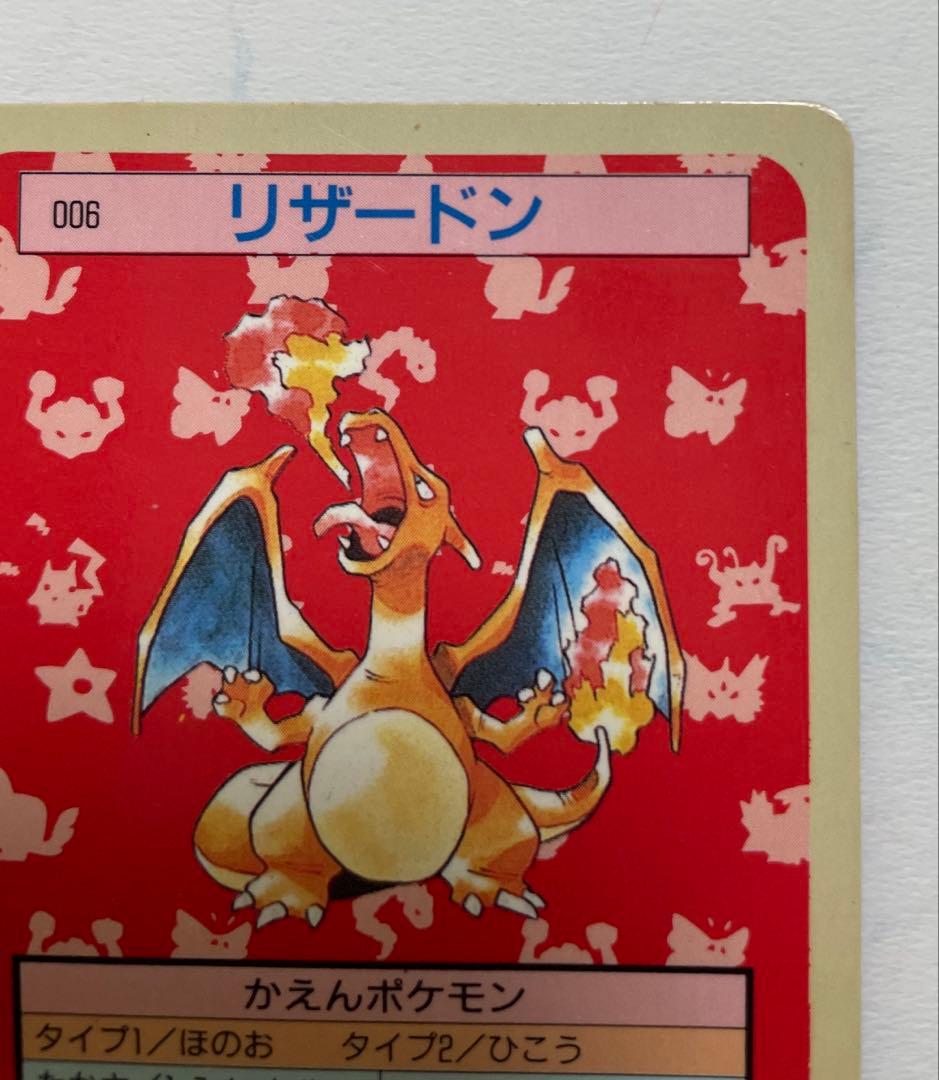 006 リザードン
かえんポケモン
タイプ1/ほのお タイプ2/ひこう